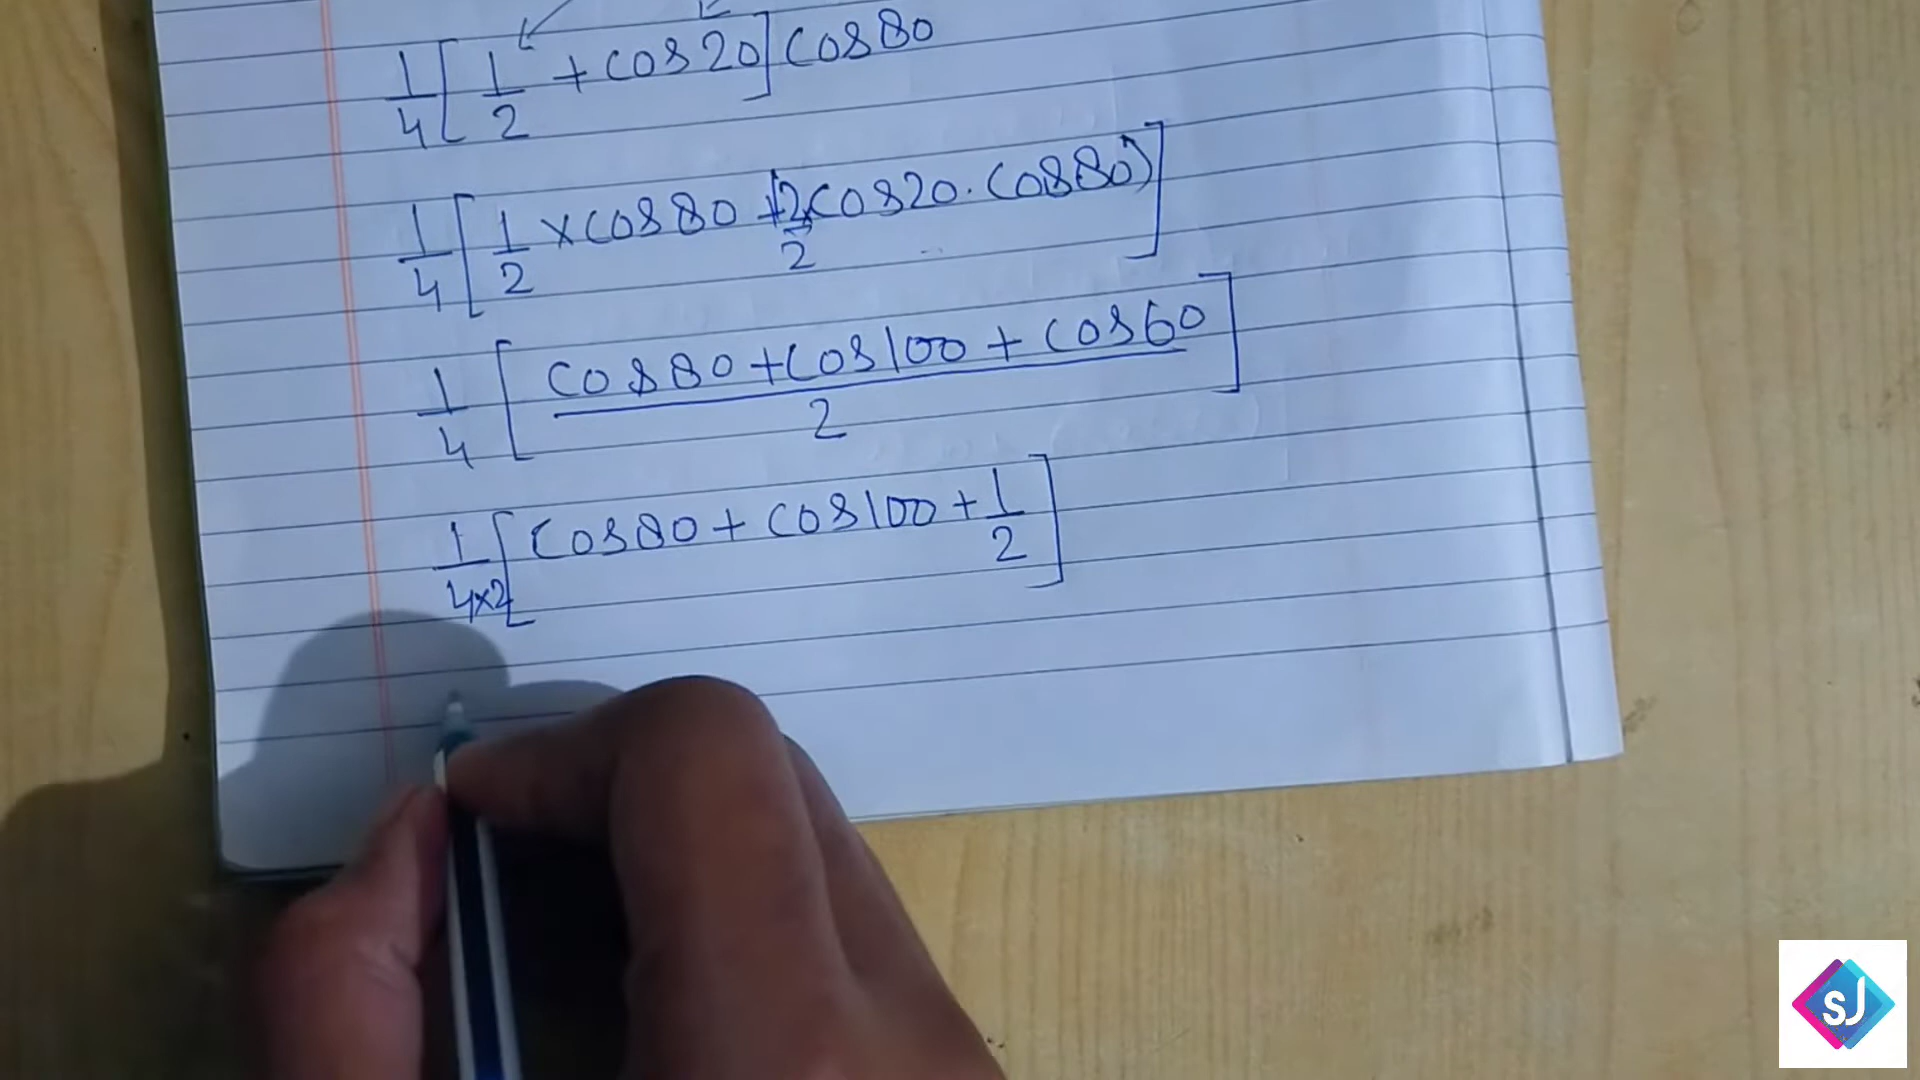 1/4 [ 1/2 + cos20 ] cos80
1/4 [ 1/2 × cos80 + (2/2 cos20 · cos80) ]
1/4 [ (cos80 + cos100 + cos60) / 2 ]
1/(4×2) [ cos80 + cos100 + 1/2 ]
SJ